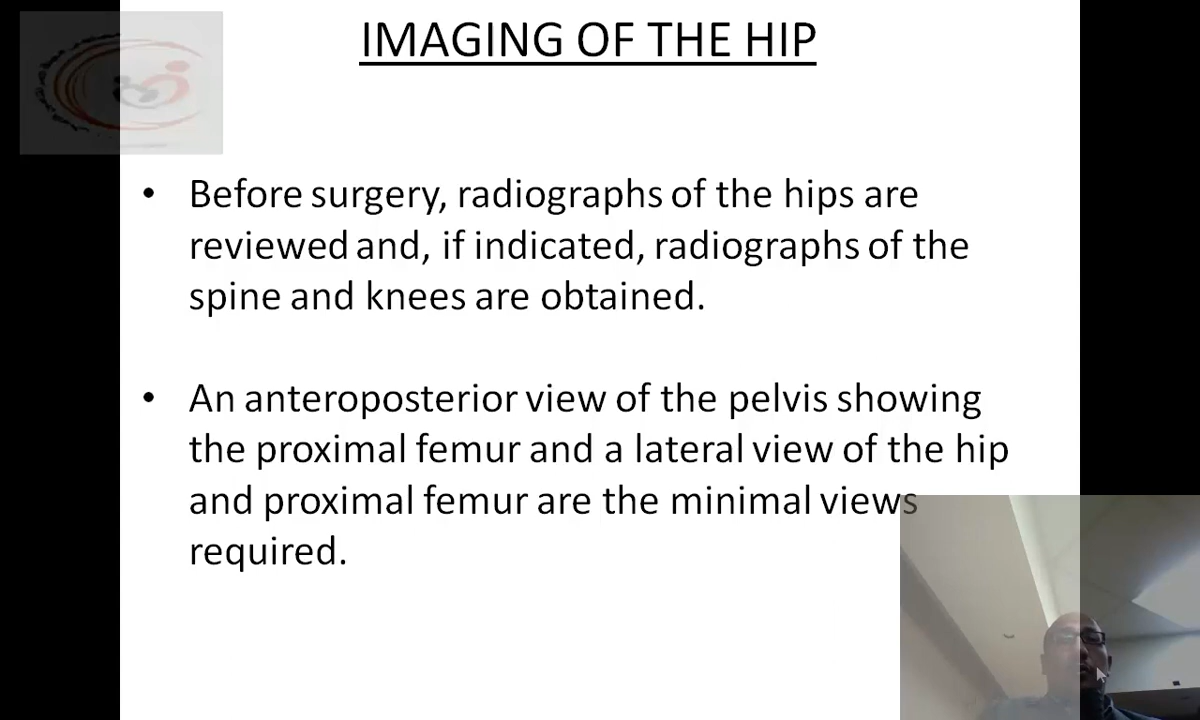 IMAGING OF THE HIP
• Before surgery, radiographs of the hips are
reviewed and, if indicated, radiographs of the
spine and knees are obtained.
• An anteroposterior view of the pelvis showing
the proximal femur and a lateral view of the hip
and proximal femur are the minimal views
required.